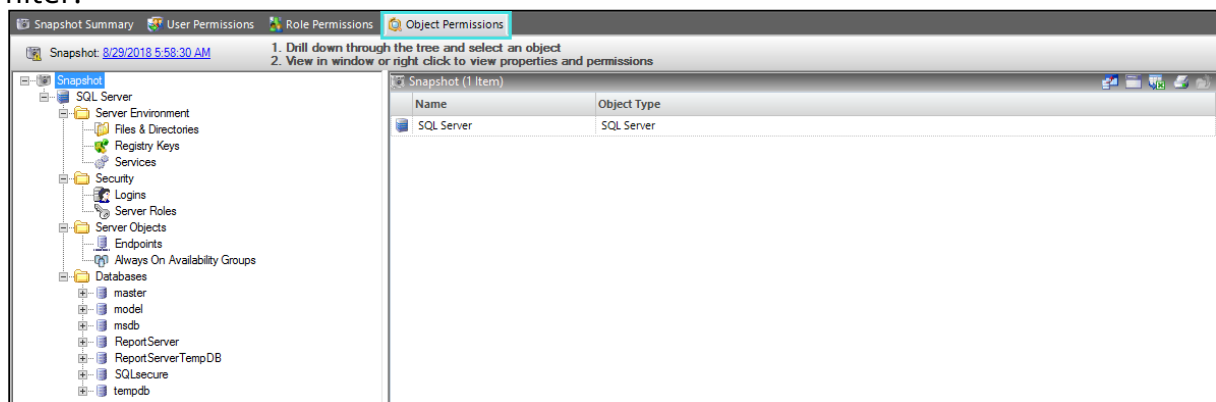 Snapshot Summary User Permissions Role Permissions Object Permissions
Snapshot: 8/29/2018 5:58:30 AM
1. Drill down through the tree and select an object
2. View in window or right click to view properties and permissions
Snapshot
SQL Server
Server Environment
Files & Directories
Registry Keys
Services
Security
Logins
Server Roles
Server Objects
Endpoints
Always On Availability Groups
Databases
master
model
msdb
ReportServer
ReportServerTempDB
SQLsecure
tempdb
Snapshot (1 Item)
Name Object Type
SQL Server SQL Server